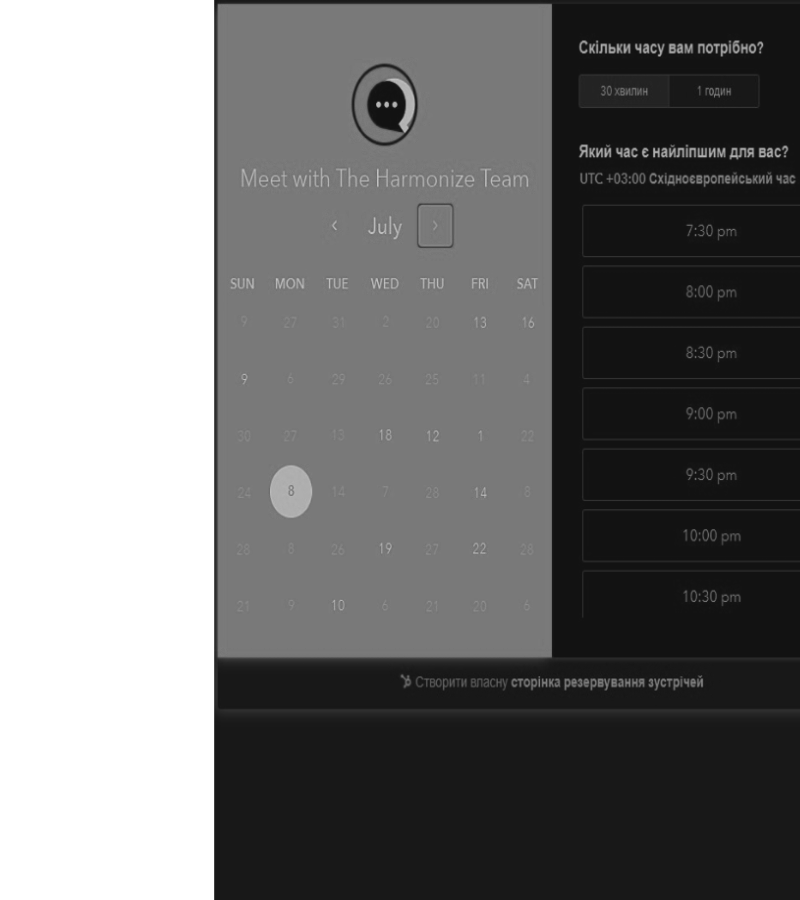 Meet with The Harmonize Team
July
SUN MON TUE WED THU FRI SAT
9 27 31 2 20 13 16
9 6 29 26 25 11 4
30 27 13 18 12 1 22
24 8 14 7 28 14 8
28 8 26 19 27 22 28
21 9 10 6 21 20 6
Скільки часу вам потрібно?
30 хвилин 1 годин
Який час є найліпшим для вас?
UTC +03:00 Східноєвропейський час
7:30 pm
8:00 pm
8:30 pm
9:00 pm
9:30 pm
10:00 pm
10:30 pm
Створити власну сторінка резервування зустрічей